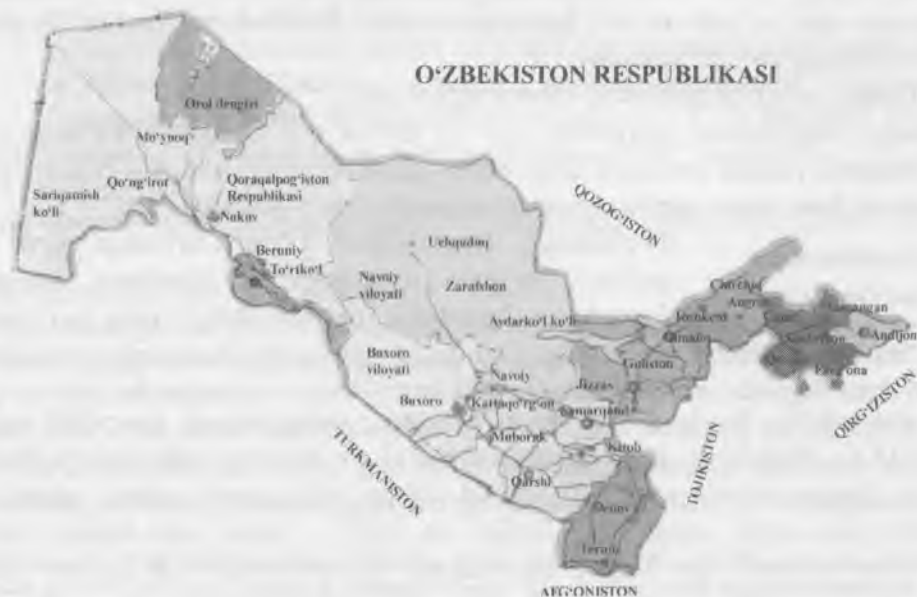 O‘ZBEKISTON RESPUBLIKASI
Orol dengizi
Mo‘ynoq
Qo‘ng‘irot
Sariqamish
ko‘li
Qoraqalpog‘iston
Respublikasi
Nukus
QOZOG‘ISTON
Beruniy
To‘rtko‘l
Uchquduq
Navoiy
viloyati
Zarafshon
Aydarko‘l ko‘li
Chirchiq
Angren
Namangan
Andijon
Farg‘ona
Guliston
Jizzax
Buxoro
viloyati
Navoiy
Buxoro
Kattaqo‘rg‘on
Samarqand
Muborak
Kitob
Qarshi
QIRG‘IZISTON
TOJIKISTON
TURKMANISTON
Denov
Termiz
AFG‘ONISTON